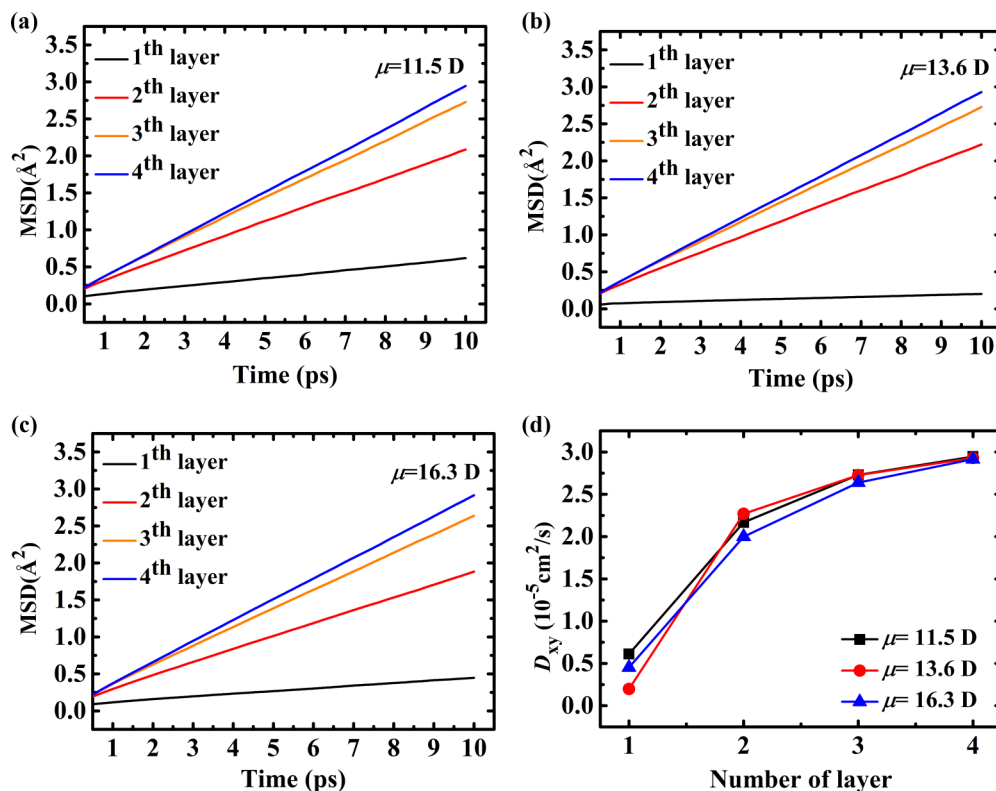 (a)
3.5
3.0
2.5
2.0
1.5
1.0
0.5
0.0
MSD(Å²)
1th layer
2th layer
3th layer
4th layer
μ=11.5 D
1 2 3 4 5 6 7 8 9 10
Time (ps)
(b)
3.5
3.0
2.5
2.0
1.5
1.0
0.5
0.0
MSD(Å²)
1th layer
2th layer
3th layer
4th layer
μ=13.6 D
1 2 3 4 5 6 7 8 9 10
Time (ps)
(c)
3.5
3.0
2.5
2.0
1.5
1.0
0.5
0.0
MSD(Å²)
1th layer
2th layer
3th layer
4th layer
μ=16.3 D
1 2 3 4 5 6 7 8 9 10
Time (ps)
(d)
3.0
2.5
2.0
1.5
1.0
0.5
0.0
Dxy (10⁻⁵cm²/s)
μ= 11.5 D
μ= 13.6 D
μ= 16.3 D
1 2 3 4
Number of layer